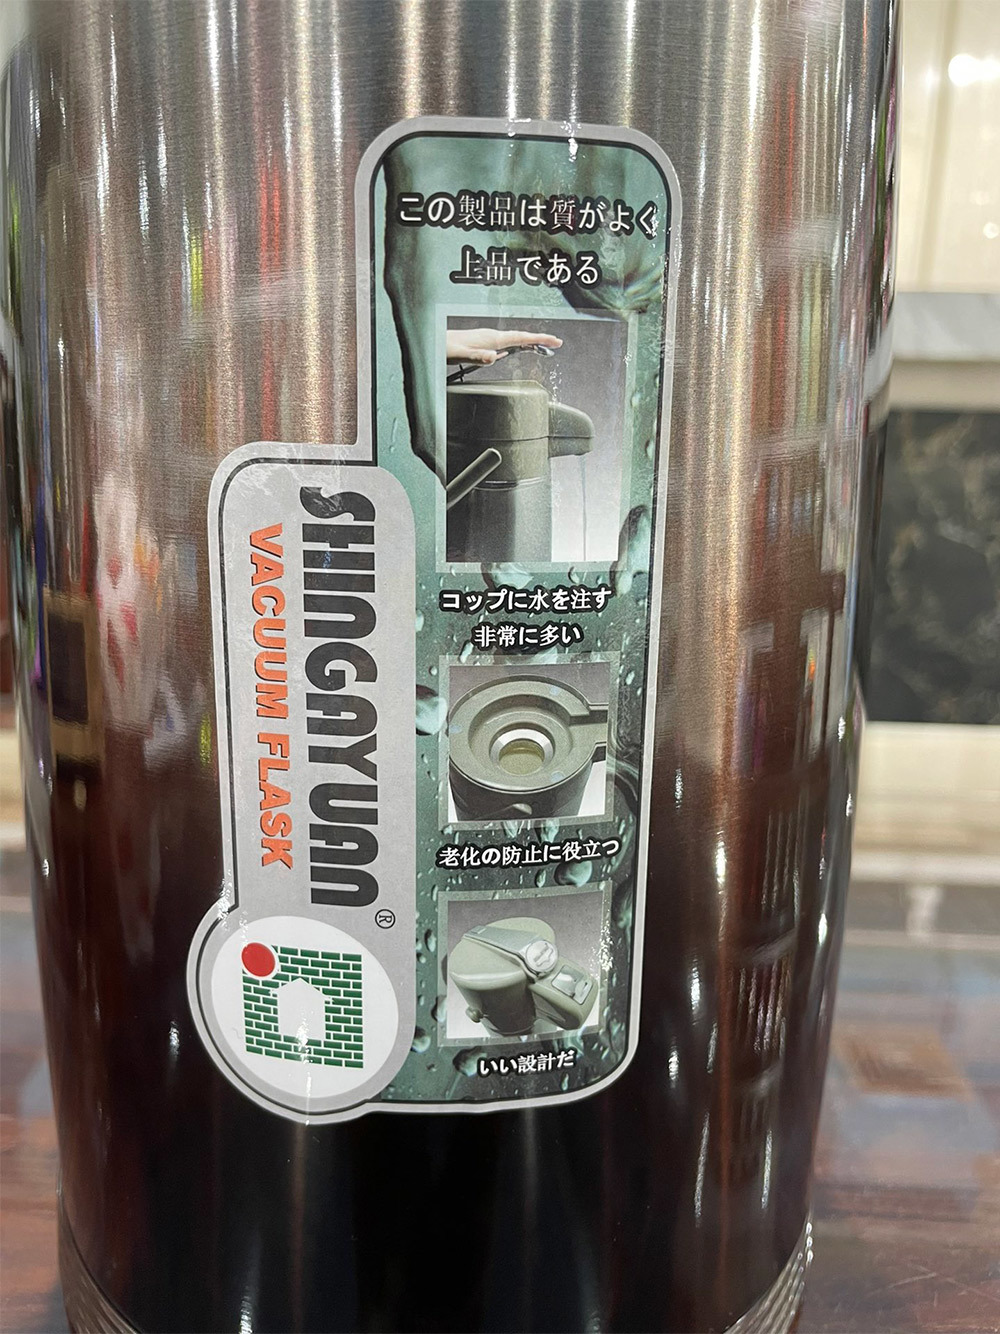 この製品は質がよく
上品である
コップに水を注す
非常に多い
老化の防止に役立つ
いい設計だ
SHINGAYUAN®
VACUUM FLASK